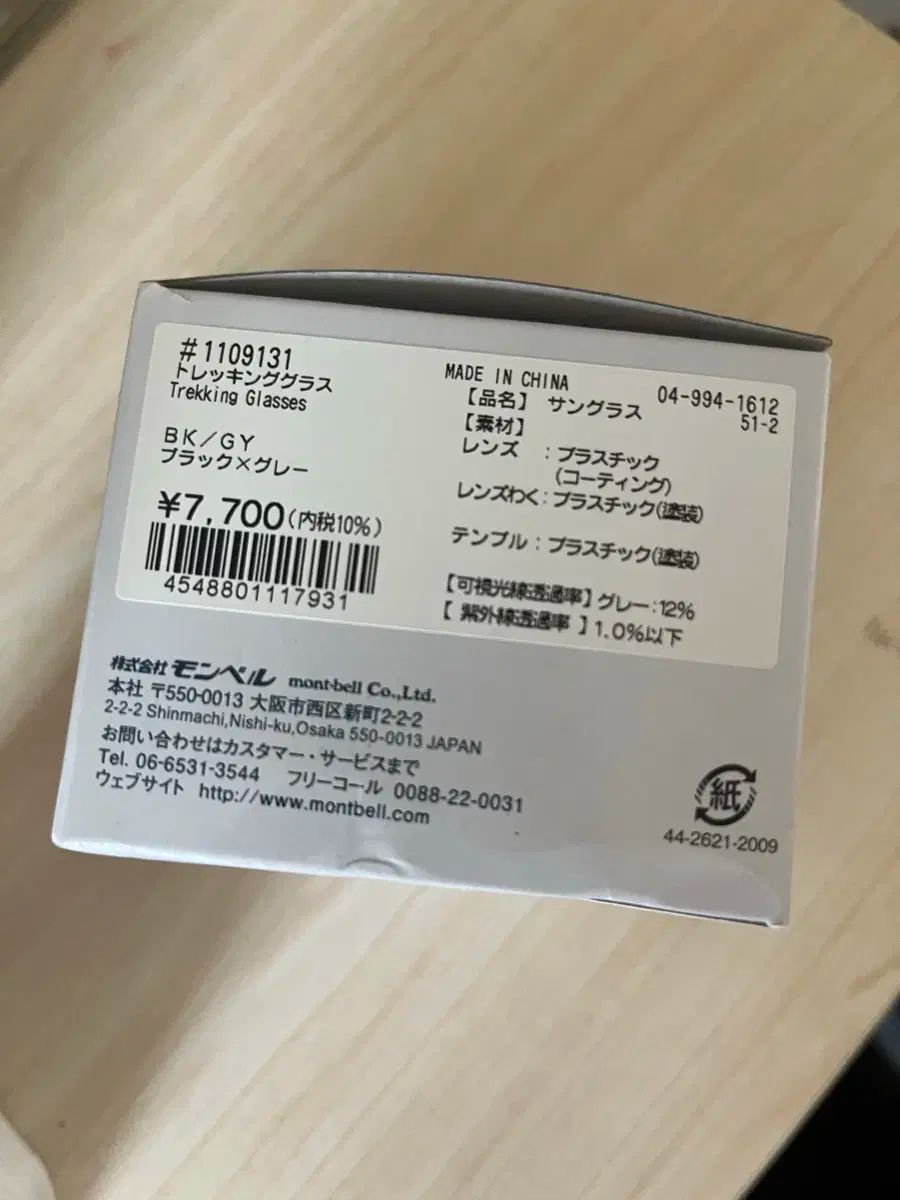 #1109131
トレッキンググラス
Trekking Glasses
BK/GY
ブラック×グレー
¥7,700(内税10%)
4548801117931
MADE IN CHINA
04-994-1612
51-2
【品名】 サングラス
【素材】
レンズ :プラスチック
(コーティング)
レンズわく:プラスチック(塗装)
テンプル:プラスチック(塗装)
【可視光線透過率】グレー:12%
【 紫外線透過率 】1.0%以下
株式会社 モンベル mont-bell Co.,Ltd.
本社 〒550-0013 大阪市西区新町2-2-2
2-2-2 Shinmachi,Nishi-ku,Osaka 550-0013 JAPAN
お問い合わせはカスタマー・サービスまで
Tel. 06-6531-3544 フリーコール 0088-22-0031
ウェブサイト http://www.montbell.com
紙
44-2621-2009